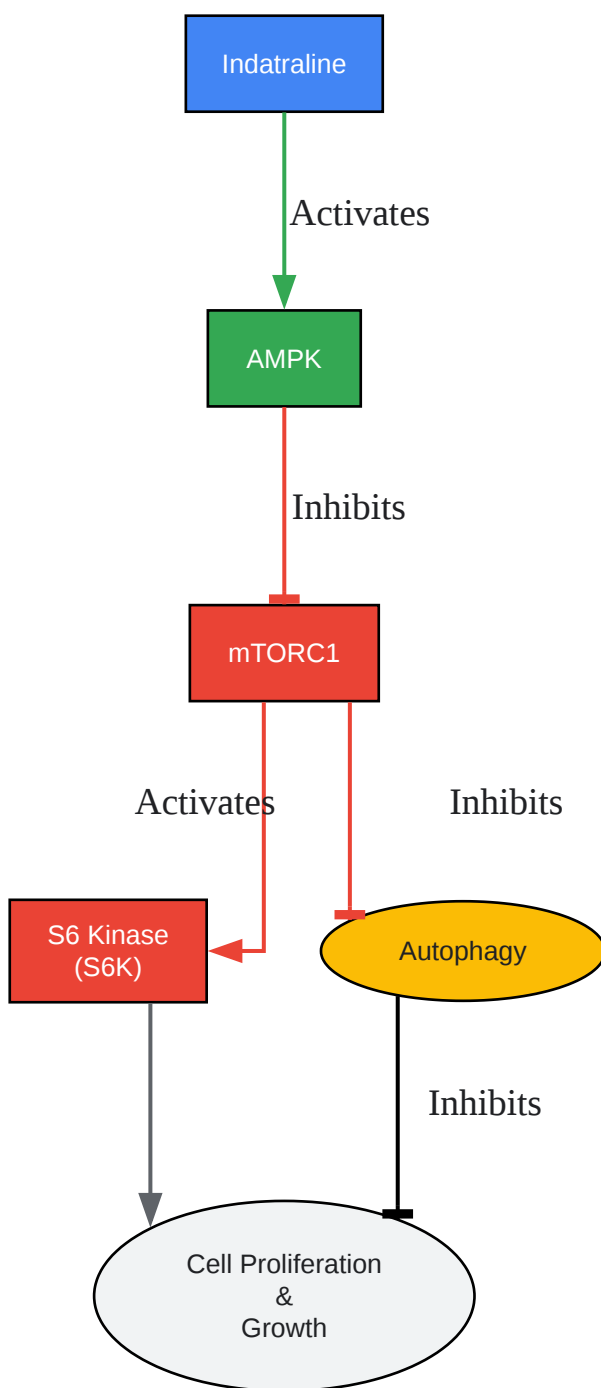 Indatraline
Activates
AMPK
Inhibits
mTORC1
Activates
Inhibits
S6 Kinase
(S6K)
Autophagy
Inhibits
Cell Proliferation
&
Growth